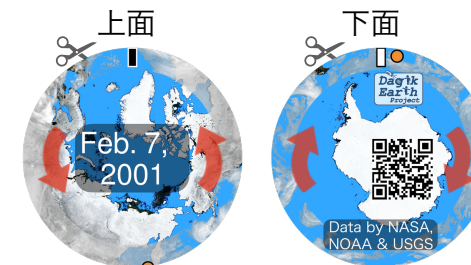 上面
下面
Dagik
Earth
Project
Feb. 7,
2001
Data by NASA,
NOAA & USGS